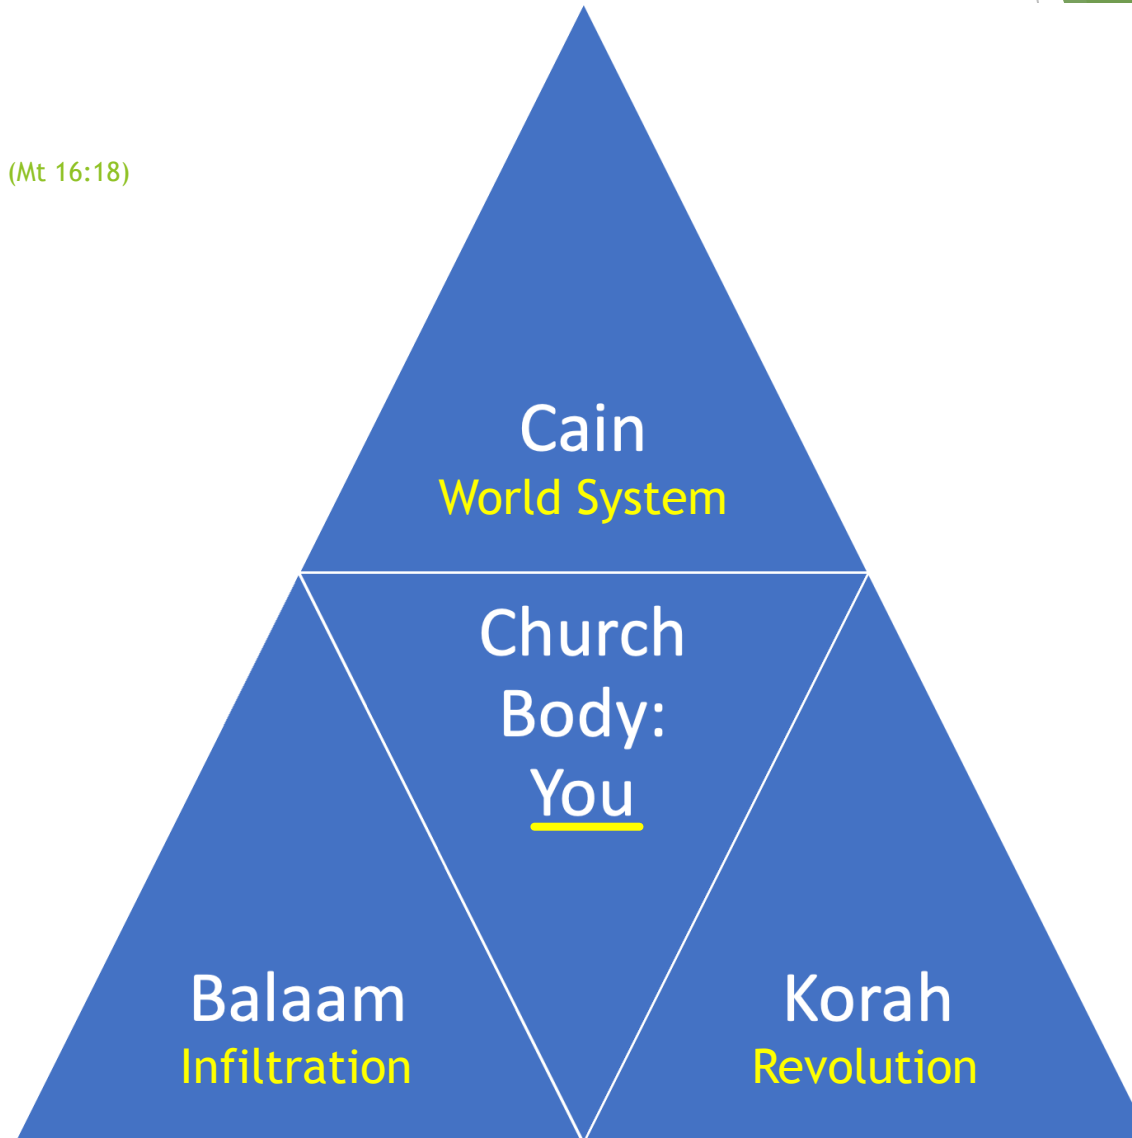 (Mt 16:18)
Cain
World System
Church
Body:
You
Balaam
Infiltration
Korah
Revolution